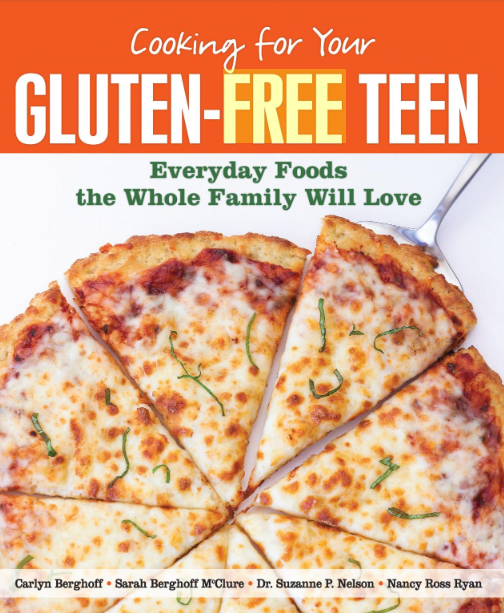 Cooking for Your
GLUTEN-FREE TEEN
Everyday Foods
the Whole Family Will Love
Carlyn Berghoff • Sarah Berghoff McClure • Dr. Suzanne P. Nelson • Nancy Ross Ryan